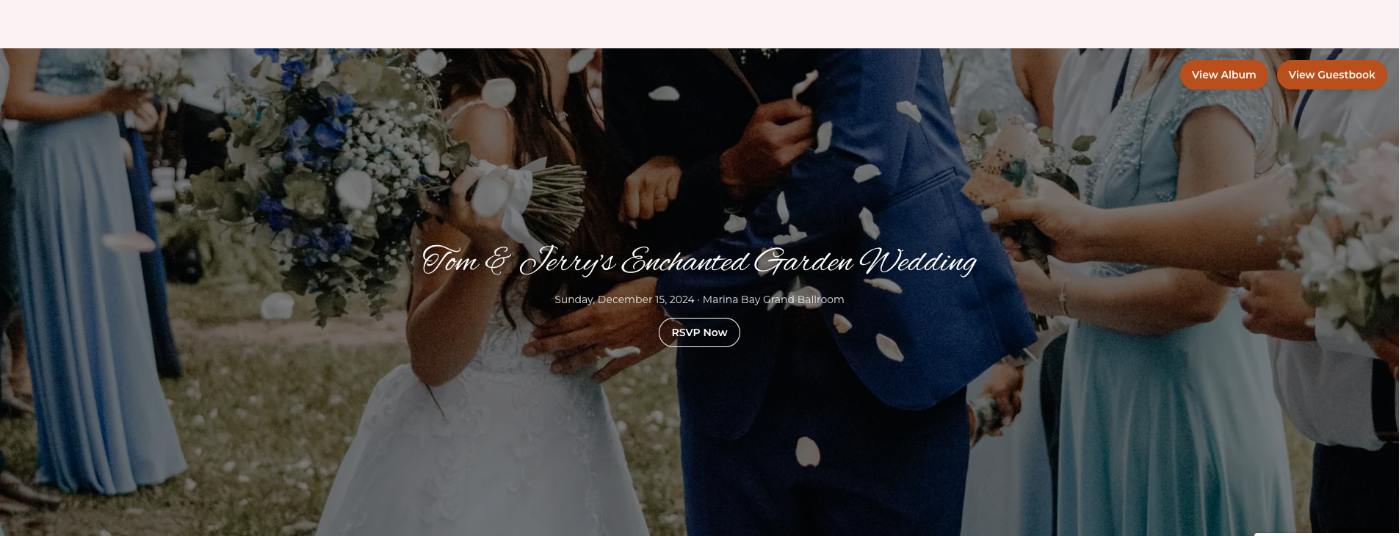 View Album View Guestbook
Tom & Jerry's Enchanted Garden Wedding
Sunday, December 15, 2024 · Marina Bay Grand Ballroom
RSVP Now